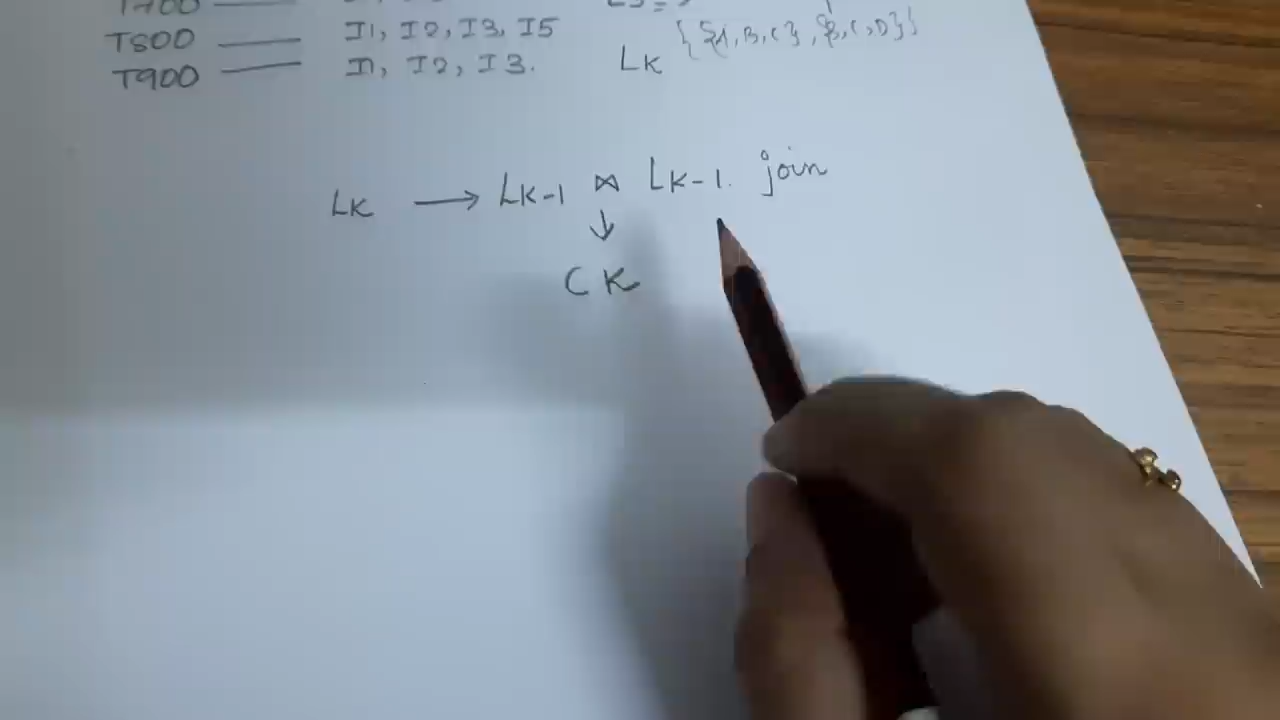 T800 —— I1, I2, I3, I5
T900 —— I1, I2, I3.
LK {{A,B,C}, {B,C,D}}
LK → LK-1 ⋈ LK-1. join
↓
CK